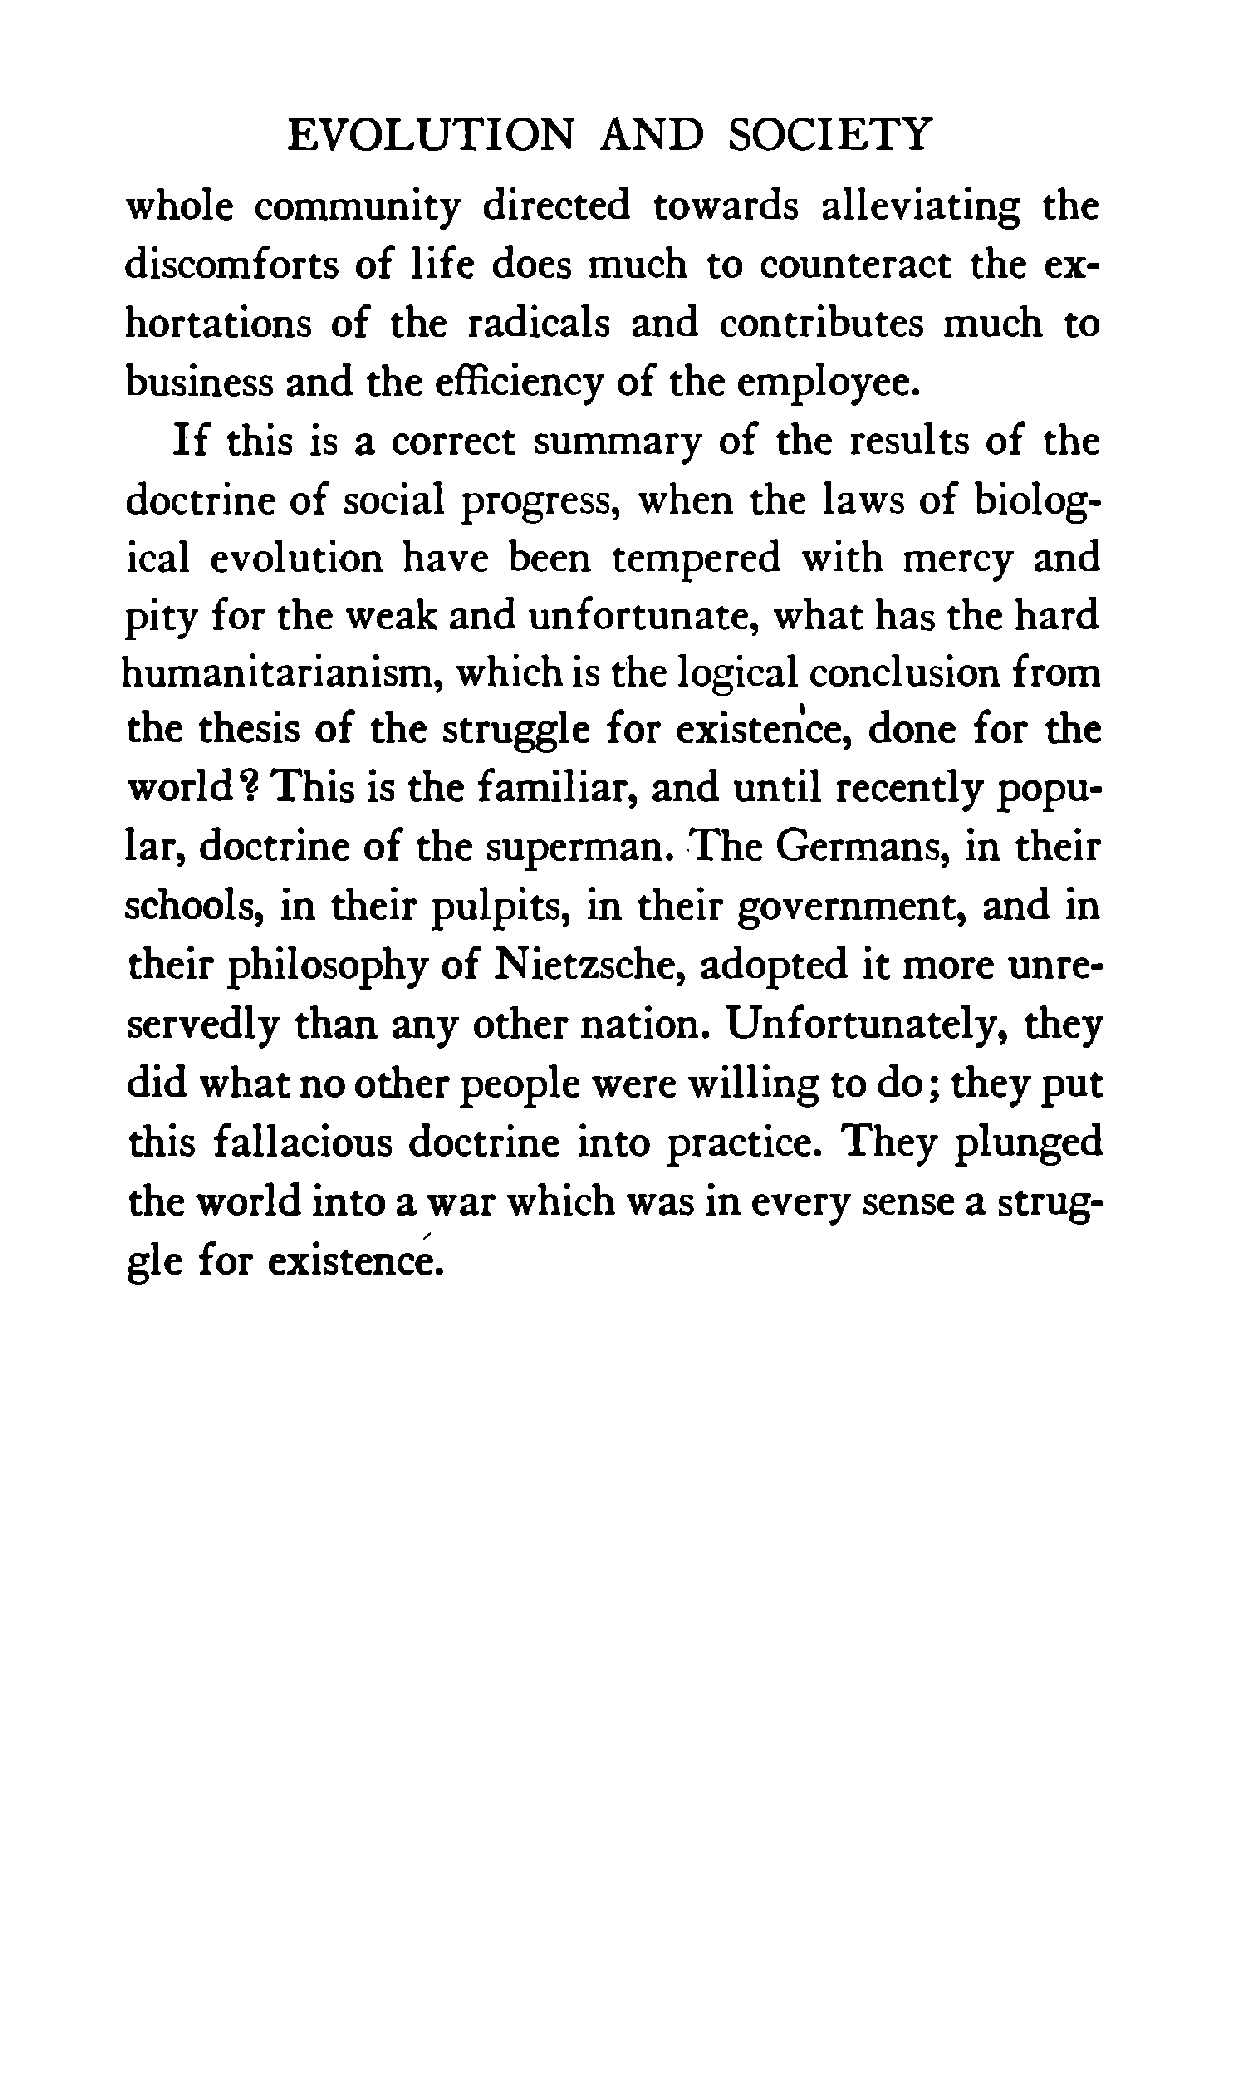 EVOLUTION AND SOCIETY
whole community directed towards alleviating the
discomforts of life does much to counteract the ex-
hortations of the radicals and contributes much to
business and the efficiency of the employee.
If this is a correct summary of the results of the
doctrine of social progress, when the laws of biolog-
ical evolution have been tempered with mercy and
pity for the weak and unfortunate, what has the hard
humanitarianism, which is the logical conclusion from
the thesis of the struggle for existence, done for the
world? This is the familiar, and until recently popu-
lar, doctrine of the superman. The Germans, in their
schools, in their pulpits, in their government, and in
their philosophy of Nietzsche, adopted it more unre-
servedly than any other nation. Unfortunately, they
did what no other people were willing to do; they put
this fallacious doctrine into practice. They plunged
the world into a war which was in every sense a strug-
gle for existence.